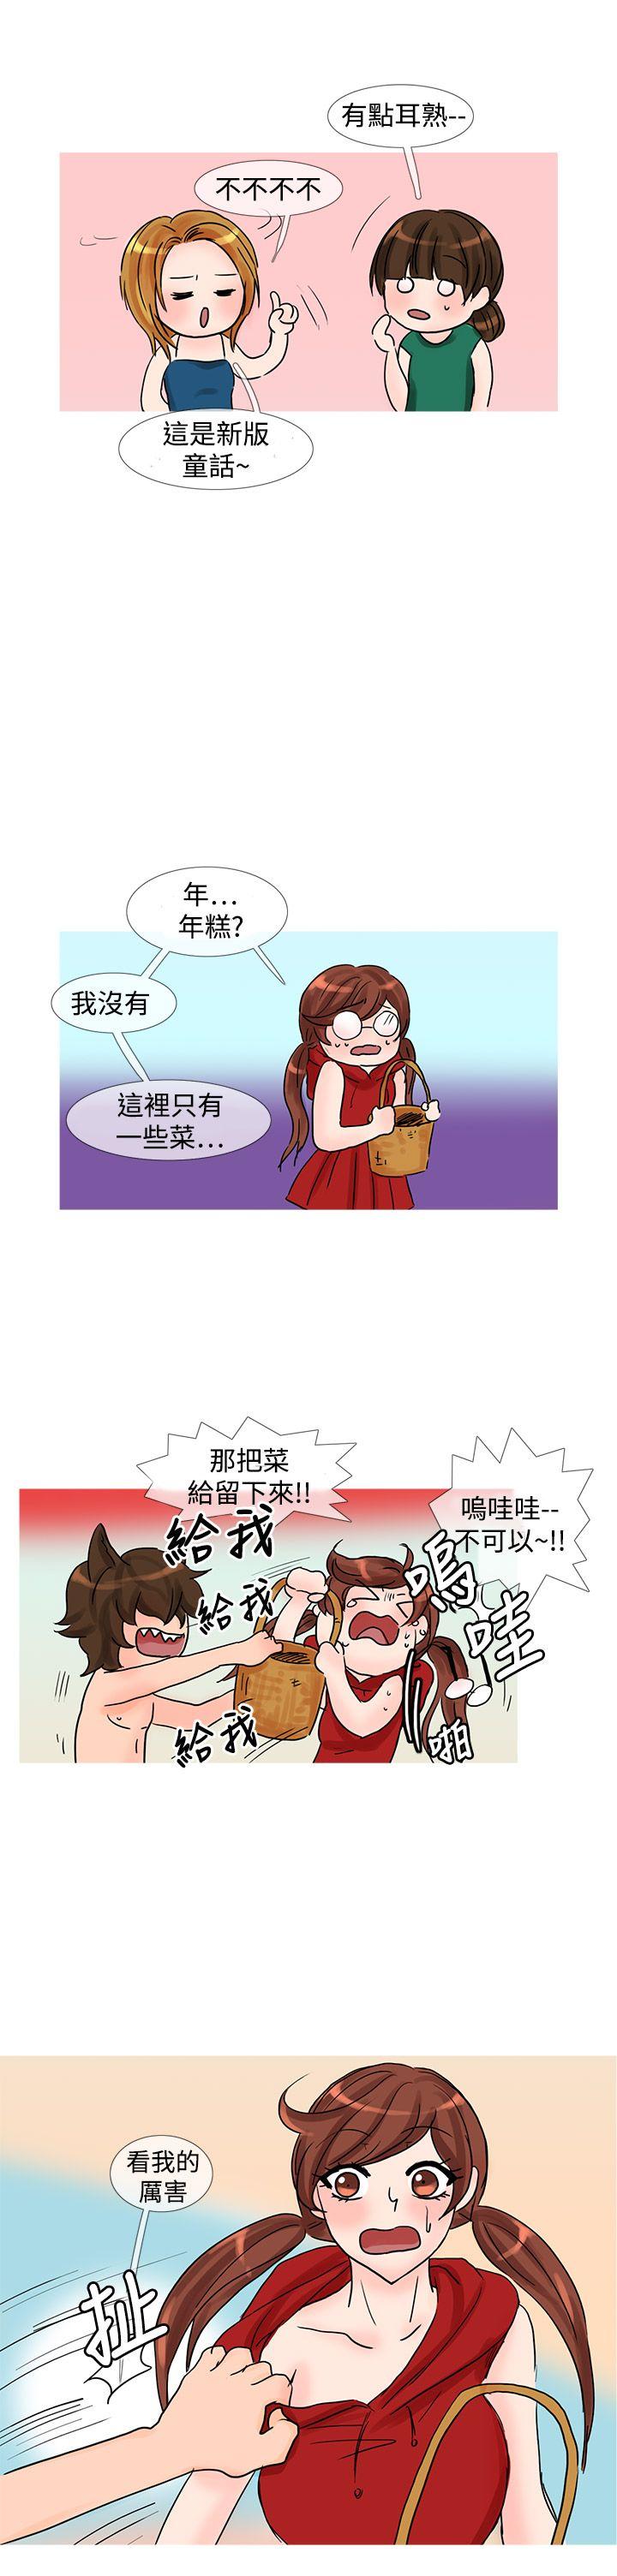 有點耳熟--
不不不不
這是新版
童話~
年...
年糕?
我沒有
這裡只有
一些菜...
那把菜
給留下來!!
嗚哇哇--
不可以~!!
給我
給我
給我
嗚
哇
啪
看我的
厲害
扯